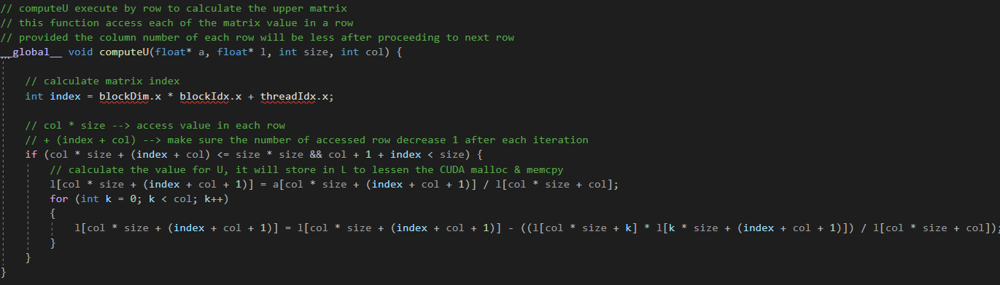 // computeU execute by row to calculate the upper matrix
// this function access each of the matrix value in a row
// provided the column number of each row will be less after proceeding to next row
__global__ void computeU(float* a, float* l, int size, int col) {
// calculate matrix index
int index = blockDim.x * blockIdx.x + threadIdx.x;
// col * size --> access value in each row
// + (index + col) --> make sure the number of accessed row decrease 1 after each iteration
if (col * size + (index + col) <= size * size && col + 1 + index < size) {
// calculate the value for U, it will store in L to lessen the CUDA malloc & memcpy
l[col * size + (index + col + 1)] = a[col * size + (index + col + 1)] / l[col * size + col];
for (int k = 0; k < col; k++)
{
l[col * size + (index + col + 1)] = l[col * size + (index + col + 1)] - ((l[col * size + k] * l[k * size + (index + col + 1)]) / l[col * size + col]);
}
}
}